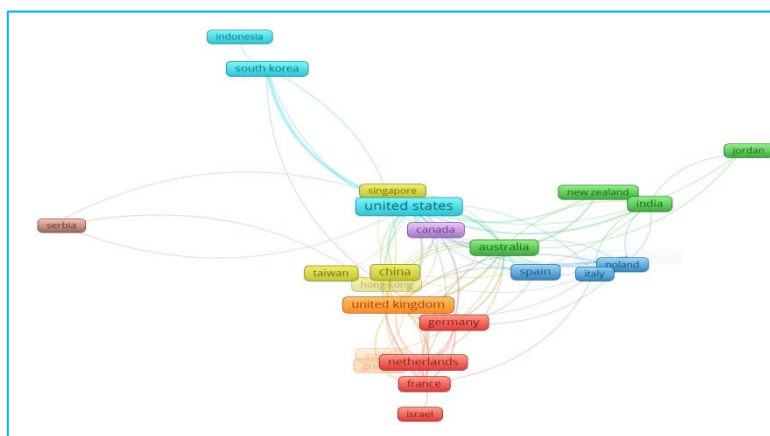 indonesia
south korea
jordan
singapore
new zealand
united states
india
serbia
canada
australia
poland
taiwan
china
spain
italy
hong kong
united kingdom
germany
netherlands
france
israel